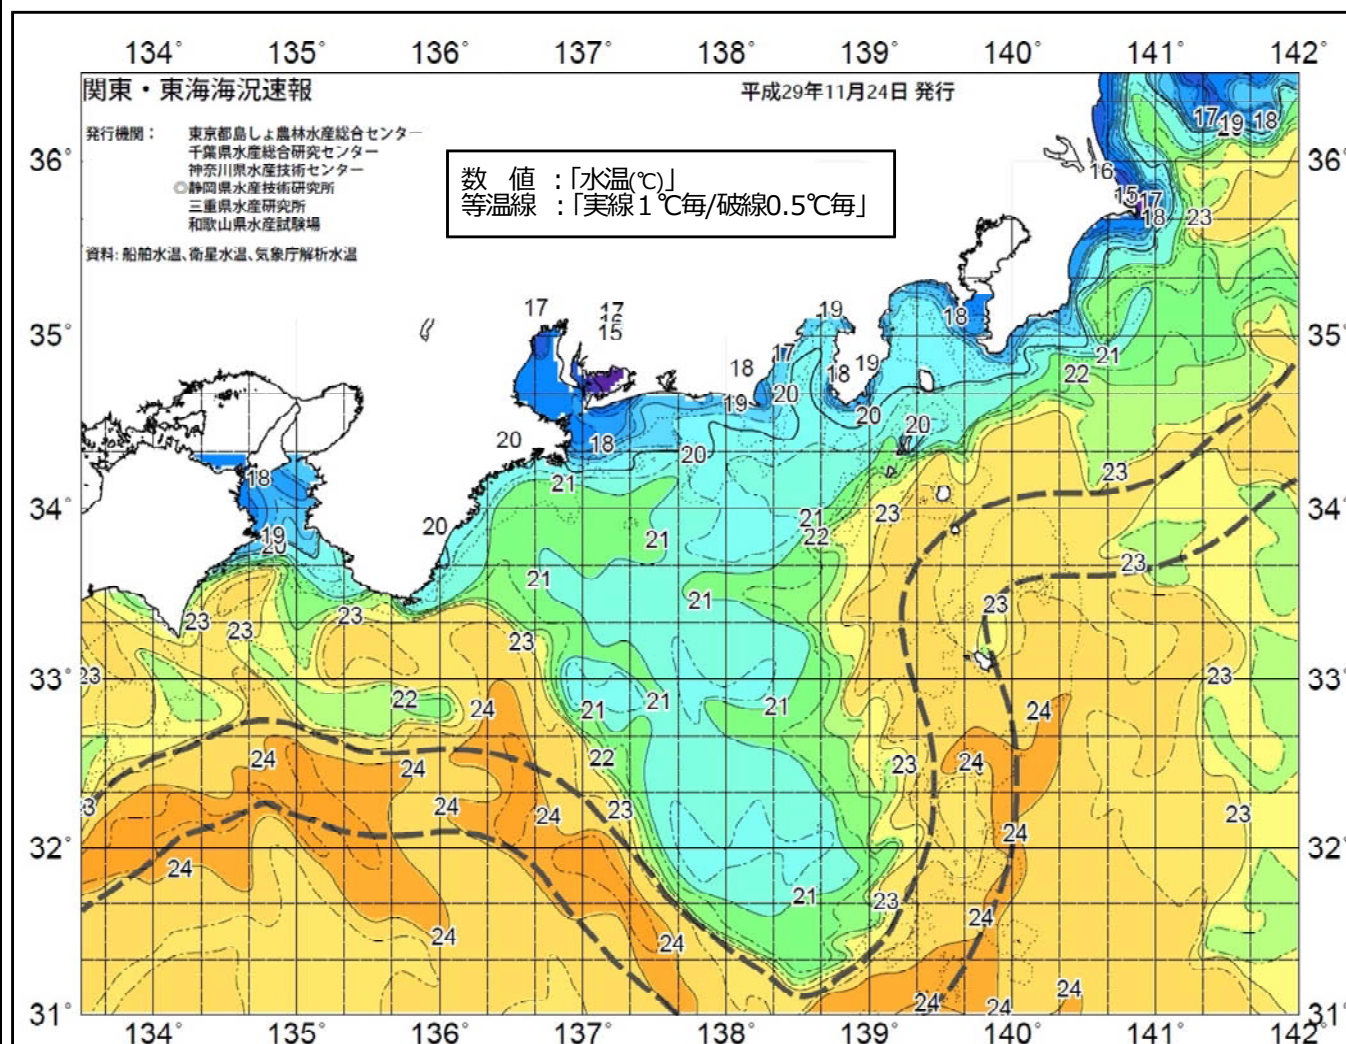 134° 135° 136° 137° 138° 139° 140° 141° 142°
関東・東海海況速報
平成29年11月24日 発行
発行機関： 東京都島しょ農林水産総合センター
千葉県水産総合研究センター
神奈川県水産技術センター
◎静岡県水産技術研究所
三重県水産研究所
和歌山県水産試験場
資料: 船舶水温、衛星水温、気象庁解析水温
数 値 ：「水温(℃)」
等温線 ：「実線１℃毎/破線0.5℃毎」
17 19 18
36° 36°
16
15 17
18 23
17 17 19
16 18
15
35° 35°
21
18 17 18 19 22
19 20 20 20
20 18 20
18 21 23
34° 34°
20 21 23
19 21 22
20 23
21 21 23
23 23 23
23
23 33° 23 33°
22 24 21 21 21 24
24 24 22 23 24
23 24 24 23 22
32° 24 32°
24
21 23 24
24 24
24 24 24
31° 31°
134° 135° 136° 137° 138° 139° 140° 141° 142°